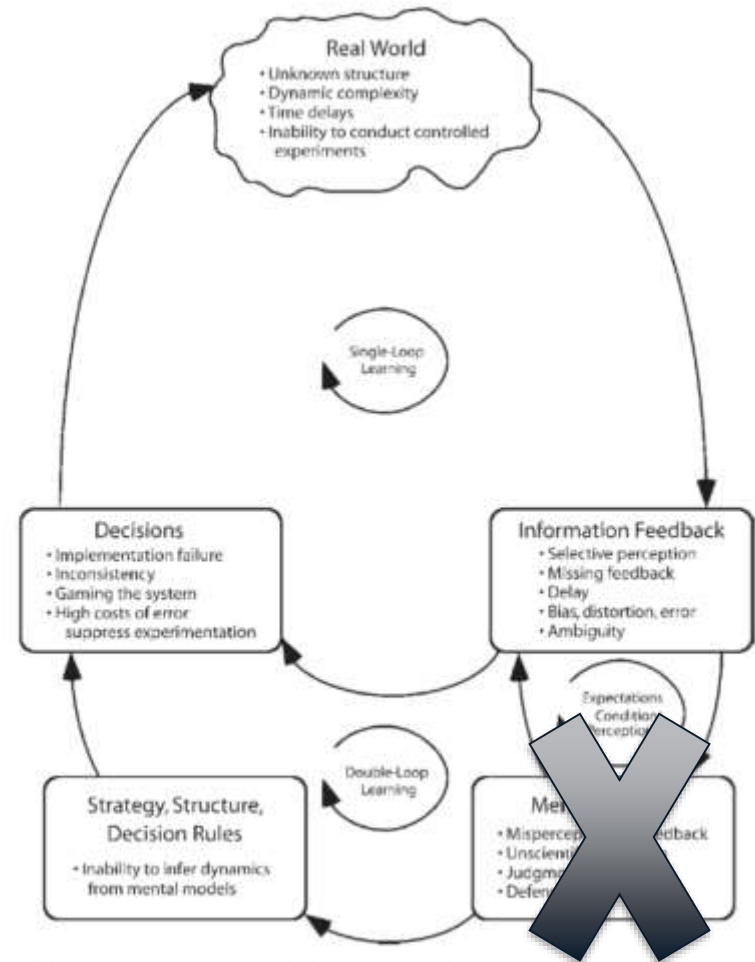 Real World
• Unknown structure
• Dynamic complexity
• Time delays
• Inability to conduct controlled
experiments
Single-Loop
Learning
Decisions
• Implementation failure
• Inconsistency
• Gaming the system
• High costs of error
suppress experimentation
Information Feedback
• Selective perception
• Missing feedback
• Delay
• Bias, distortion, error
• Ambiguity
Expectations
Condition
Perception
Double-Loop
Learning
Strategy, Structure,
Decision Rules
• Inability to infer dynamics
from mental models